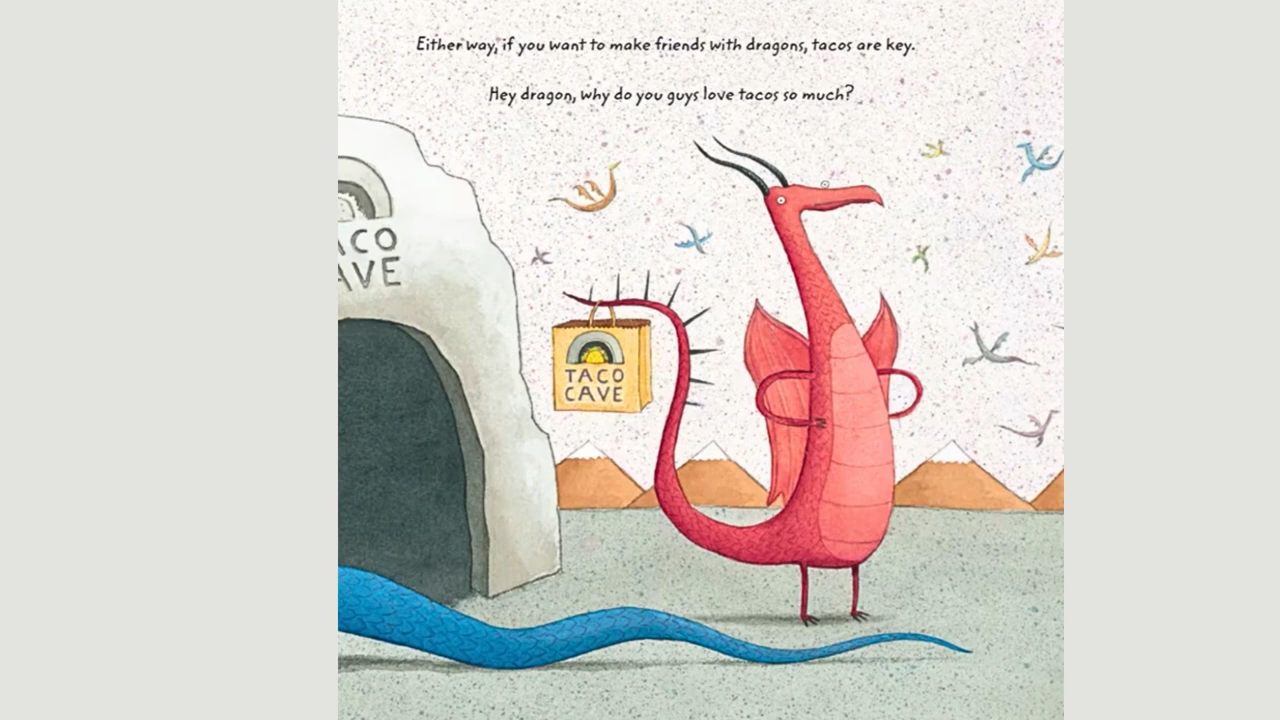 Either way, if you want to make friends with dragons, tacos are key.
Hey dragon, why do you guys love tacos so much?
ACO
AVE
TACO
CAVE